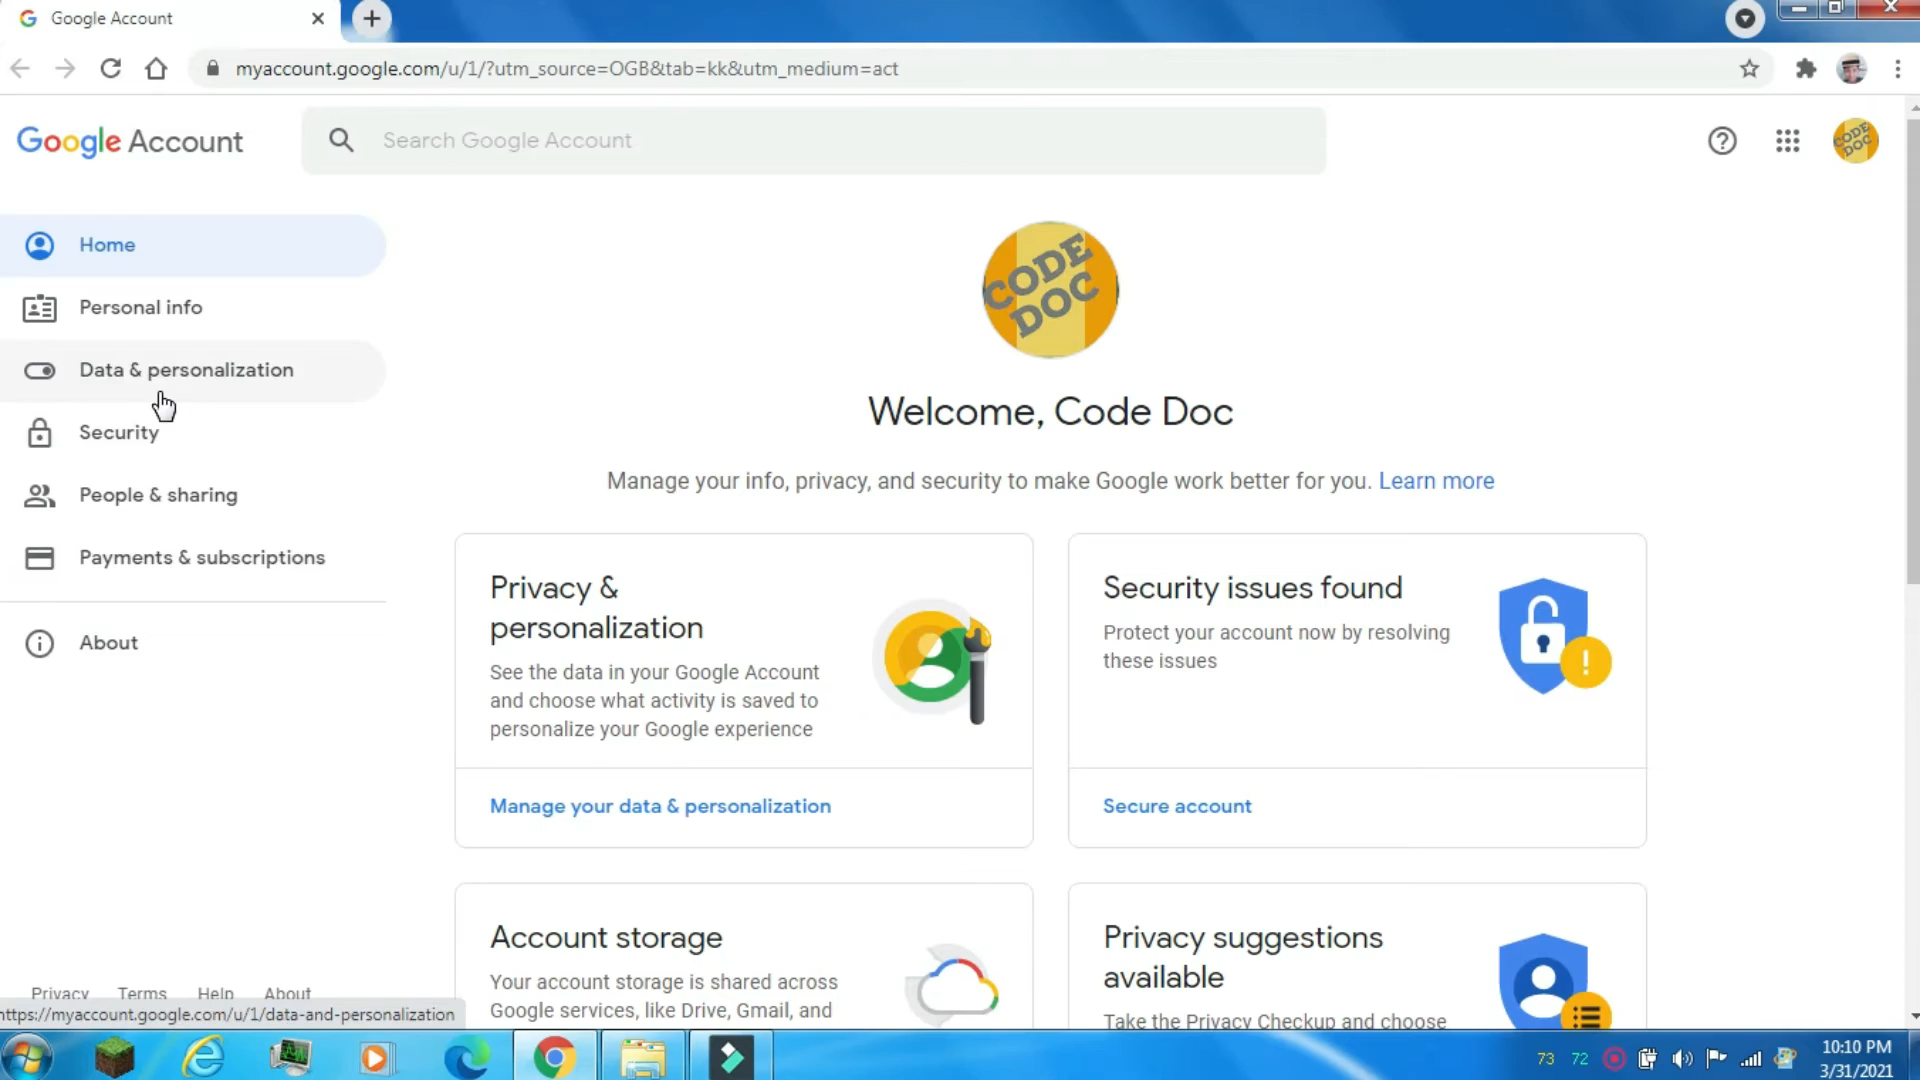 Google Account
myaccount.google.com/u/1/?utm_source=OGB&tab=kk&utm_medium=act
Google Account
Search Google Account
CODE DOC
Home
Personal info
Data & personalization
Security
People & sharing
Payments & subscriptions
About
CODE
DOC
Welcome, Code Doc
Manage your info, privacy, and security to make Google work better for you. Learn more
Privacy &
personalization
See the data in your Google Account
and choose what activity is saved to
personalize your Google experience
Manage your data & personalization
Security issues found
Protect your account now by resolving
these issues
Secure account
Account storage
Your account storage is shared across
Google services, like Drive, Gmail, and
Privacy suggestions
available
Take the Privacy Checkup and choose
Privacy Terms Help About
https://myaccount.google.com/u/1/data-and-personalization
73 72
10:10 PM
3/31/2021